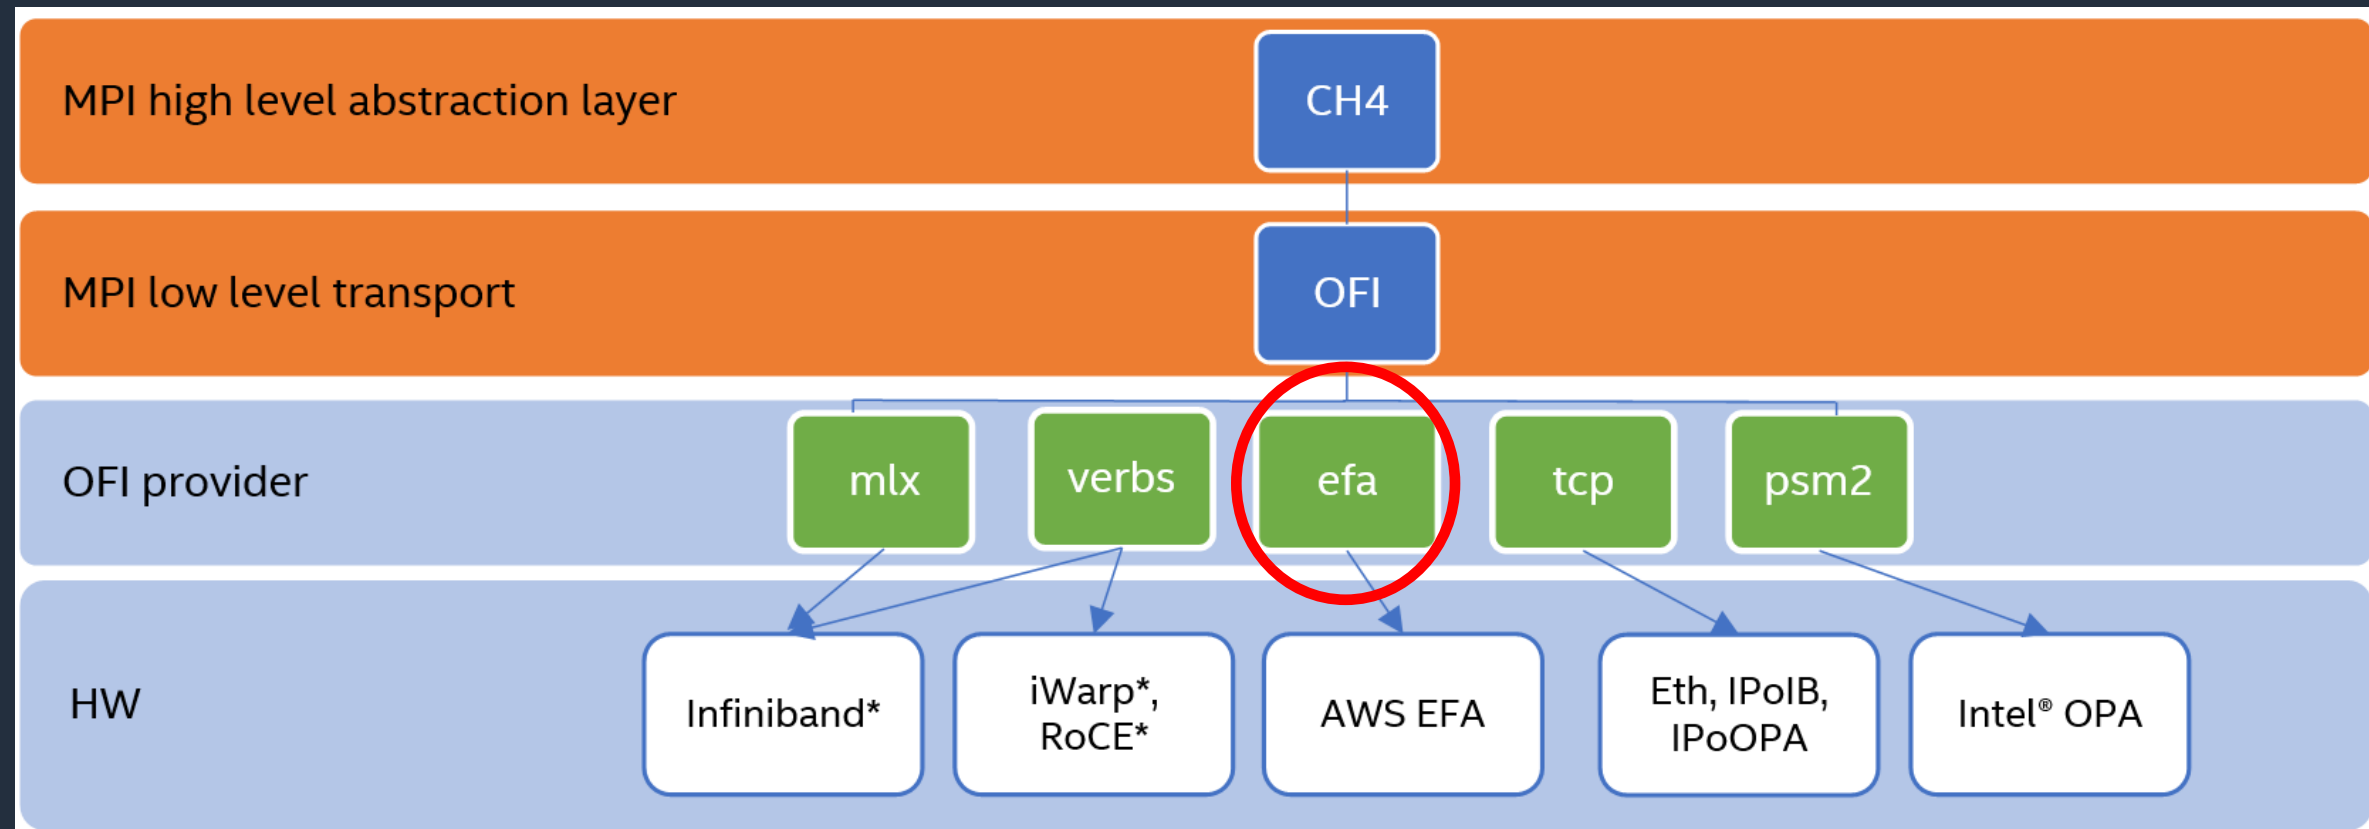 MPI high level abstraction layer
CH4
MPI low level transport
OFI
OFI provider
mlx
verbs
efa
tcp
psm2
HW
Infiniband*
iWarp*,
RoCE*
AWS EFA
Eth, IPoIB,
IPoOPA
Intel® OPA